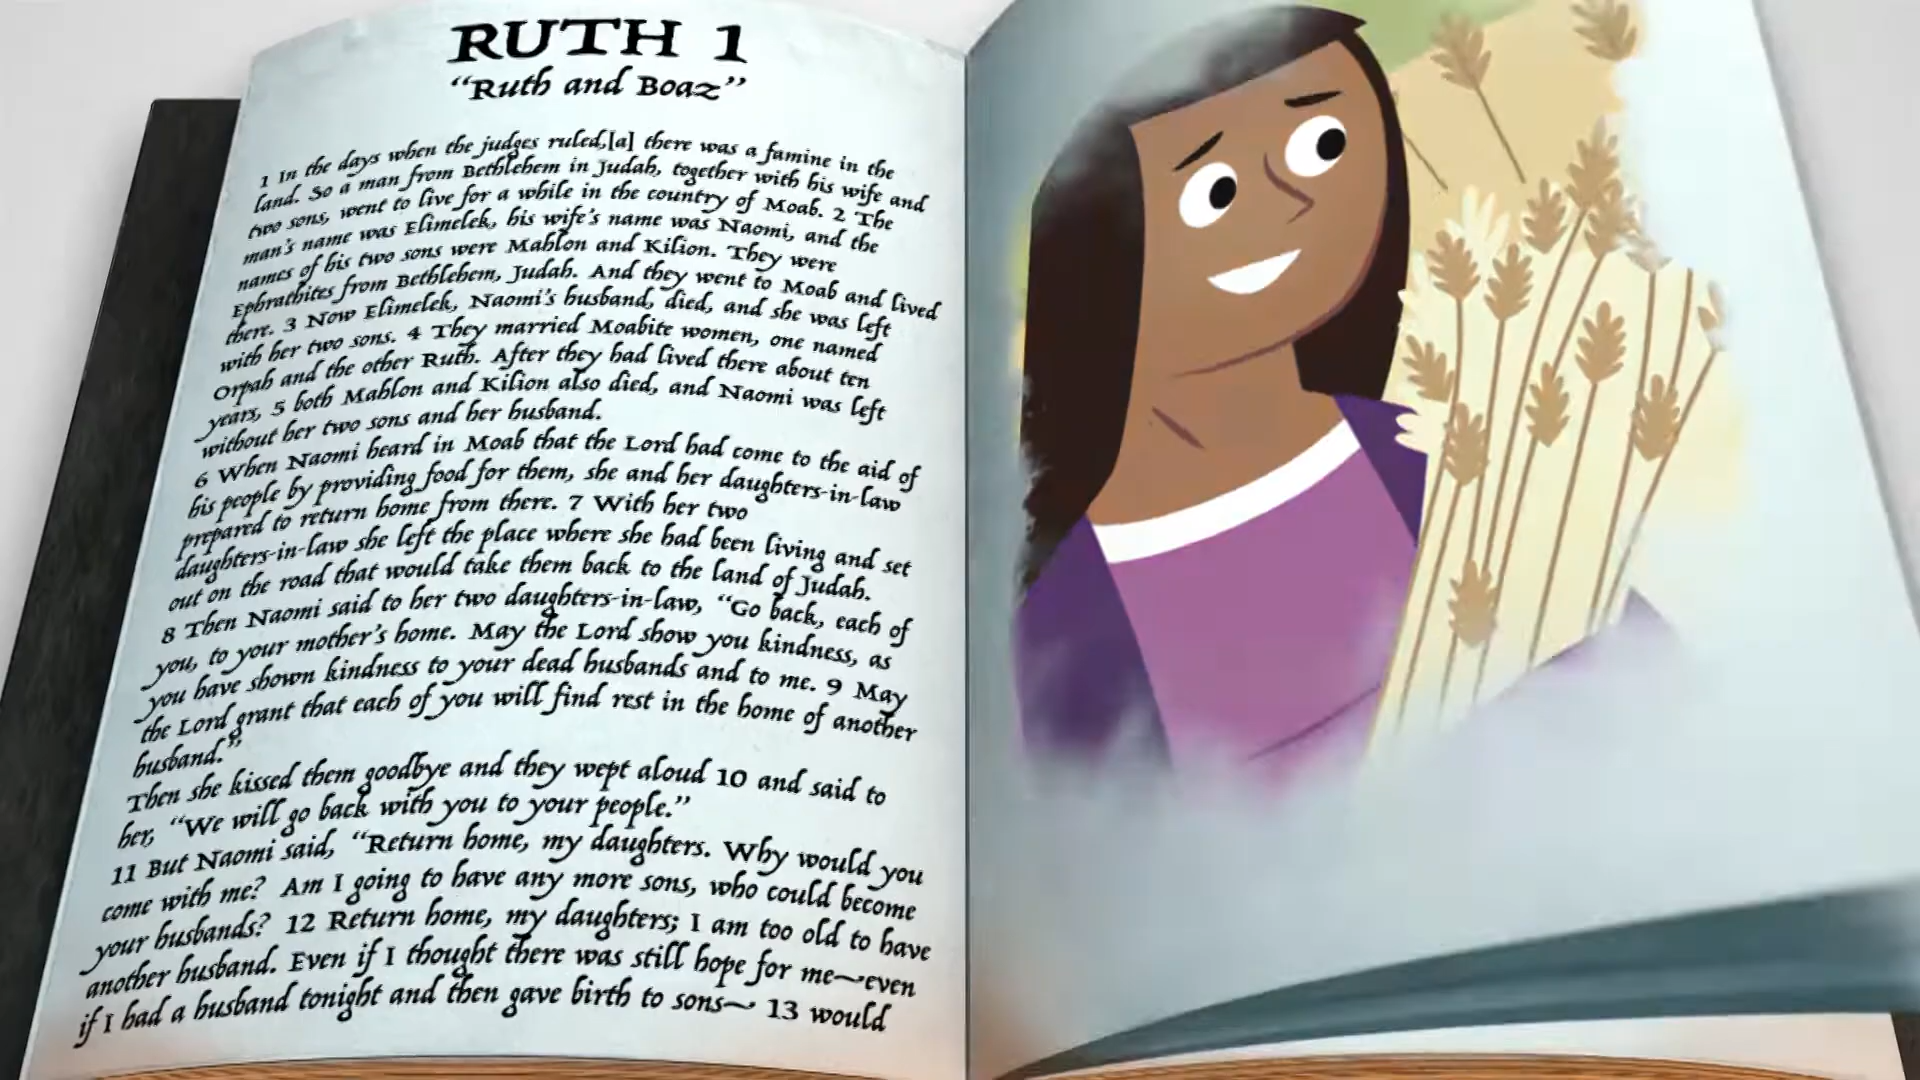 RUTH 1
“Ruth and Boaz”
1 In the days when the judges ruled,[a] there was a famine in the
land. So a man from Bethlehem in Judah, together with his wife and
two sons, went to live for a while in the country of Moab. 2 The
man’s name was Elimelek, his wife’s name was Naomi, and the
names of his two sons were Mahlon and Kilion. They were
Ephrathites from Bethlehem, Judah. And they went to Moab and lived
there. 3 Now Elimelek, Naomi’s husband, died, and she was left
with her two sons. 4 They married Moabite women, one named
Orpah and the other Ruth. After they had lived there about ten
years, 5 both Mahlon and Kilion also died, and Naomi was left
without her two sons and her husband.
6 When Naomi heard in Moab that the Lord had come to the aid of
his people by providing food for them, she and her daughters-in-law
prepared to return home from there. 7 With her two
daughters-in-law she left the place where she had been living and set
out on the road that would take them back to the land of Judah.
8 Then Naomi said to her two daughters-in-law, “Go back, each of
you, to your mother’s home. May the Lord show you kindness, as
you have shown kindness to your dead husbands and to me. 9 May
the Lord grant that each of you will find rest in the home of another
husband.”
Then she kissed them goodbye and they wept aloud 10 and said to
her, “We will go back with you to your people.”
11 But Naomi said, “Return home, my daughters. Why would you
come with me? Am I going to have any more sons, who could become
your husbands? 12 Return home, my daughters; I am too old to have
another husband. Even if I thought there was still hope for me—even
if I had a husband tonight and then gave birth to sons— 13 would